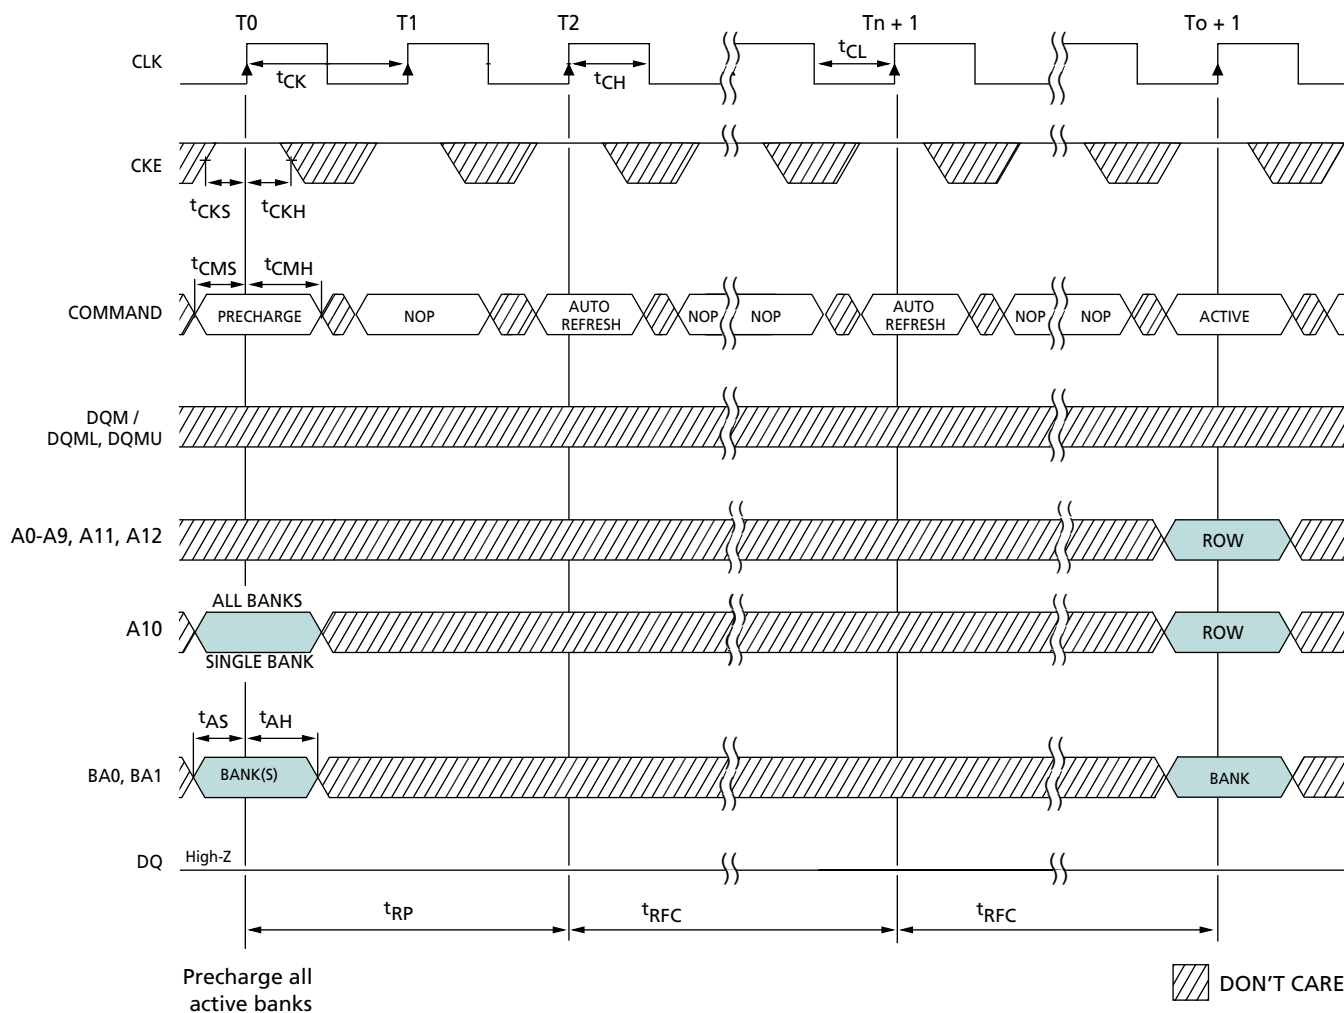 T0 T1 T2 Tn + 1 To + 1
CLK
tCK tCH tCL
CKE
tCKS tCKH
tCMS tCMH
COMMAND PRECHARGE NOP AUTO REFRESH NOP NOP AUTO REFRESH NOP NOP ACTIVE
DQM /
DQML, DQMU
A0-A9, A11, A12 ROW
ALL BANKS
A10 ROW
SINGLE BANK
tAS tAH
BA0, BA1 BANK(S) BANK
DQ High-Z
tRP tRFC tRFC
Precharge all
active banks
DON'T CARE